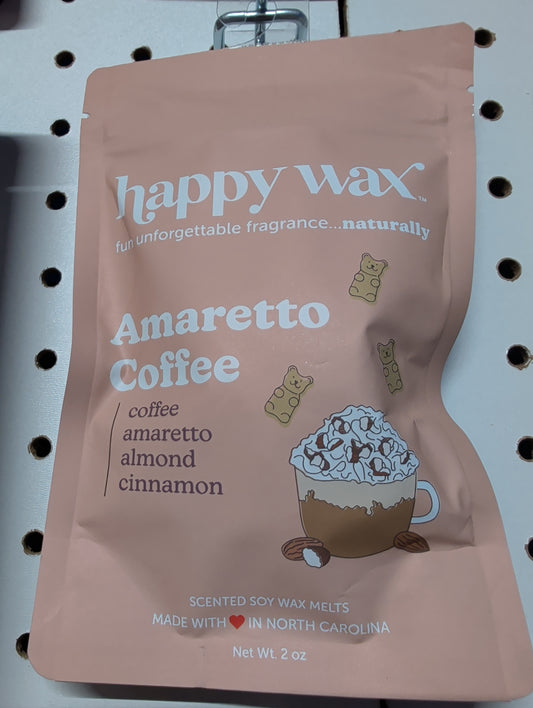 happy wax™
fun unforgettable fragrance...naturally
Amaretto
Coffee
coffee
amaretto
almond
cinnamon
SCENTED SOY WAX MELTS
MADE WITH ❤ IN NORTH CAROLINA
Net Wt. 2 oz